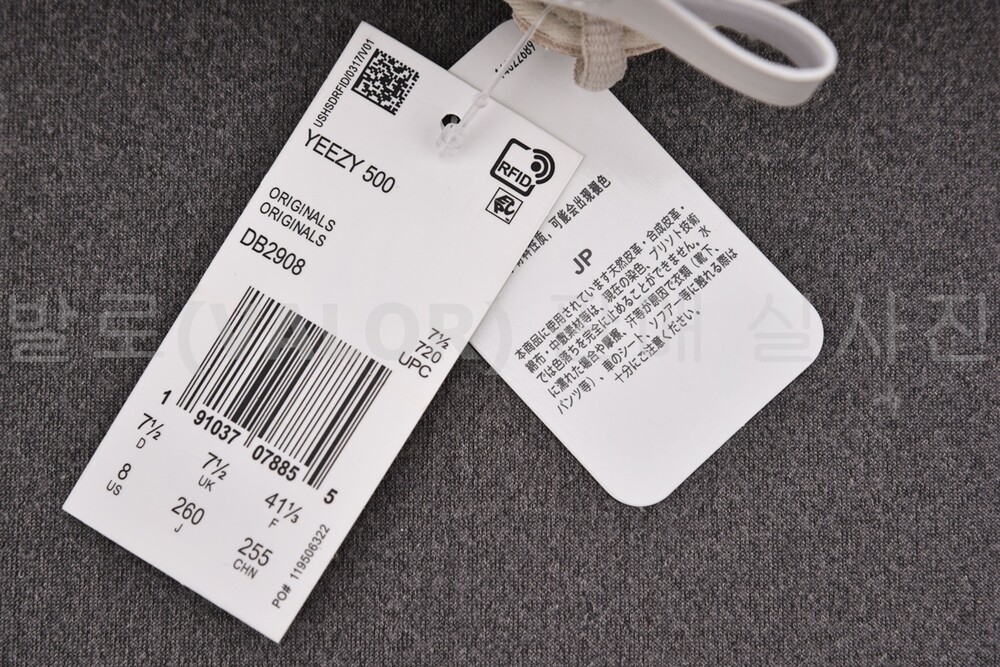 USHSDRFID/0317/V01
YEEZY 500
RFID
ORIGINALS
ORIGINALS
DB2908
7½
720
UPC
1 91037 07885 5
7½
D
7½
UK
41⅓
F
8
US
260
J
255
CHN
PO# 119506322
可能会出現褪色
JP
本商品に使用されています天然皮革・合成皮革・
綿布・中敷素材等は、現在の染色、プリント技術
では色落ちを完全に止めることができません。水
に濡れた場合や摩擦、汗等が原因で衣類（靴下、
パンツ等）、車のシート、ソファー等に触れる際は
十分にご注意ください。
말로(VALOR) 실사진